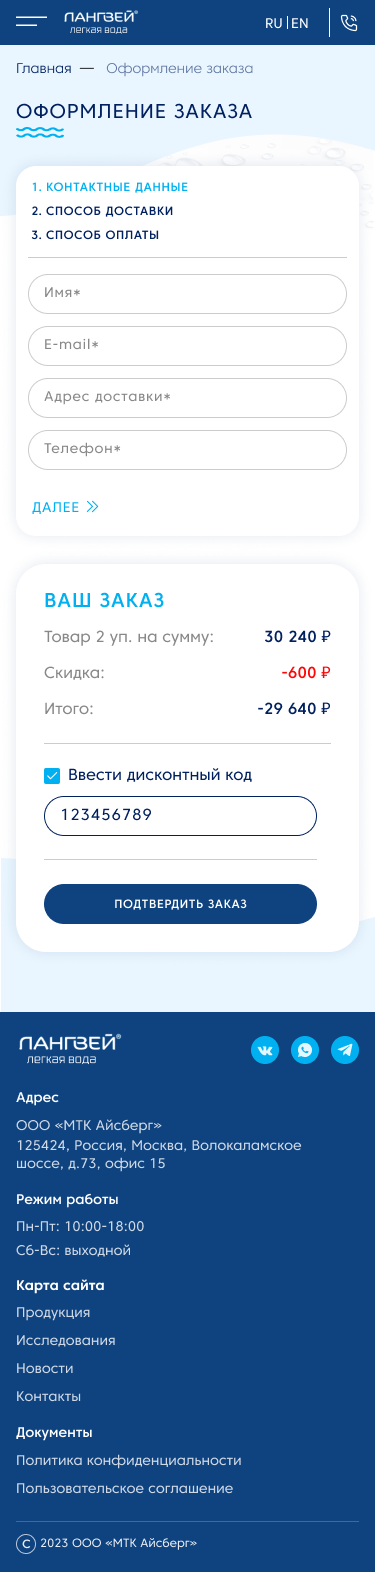 ЛАНГВЕЙ®
легкая вода
RU | EN
Главная — Оформление заказа
ОФОРМЛЕНИЕ ЗАКАЗА
1. КОНТАКТНЫЕ ДАННЫЕ
2. СПОСОБ ДОСТАВКИ
3. СПОСОБ ОПЛАТЫ
Имя*
E-mail*
Адрес доставки*
Телефон*
ДАЛЕЕ
ВАШ ЗАКАЗ
Товар 2 уп. на сумму: 30 240 ₽
Скидка: -600 ₽
Итого: -29 640 ₽
Ввести дисконтный код
123456789
ПОДТВЕРДИТЬ ЗАКАЗ
ЛАНГВЕЙ®
легкая вода
Адрес
ООО «МТК Айсберг»
125424, Россия, Москва, Волокаламское
шоссе, д.73, офис 15
Режим работы
Пн-Пт: 10:00-18:00
Сб-Вс: выходной
Карта сайта
Продукция
Исследования
Новости
Контакты
Документы
Политика конфиденциальности
Пользовательское соглашение
© 2023 ООО «МТК Айсберг»